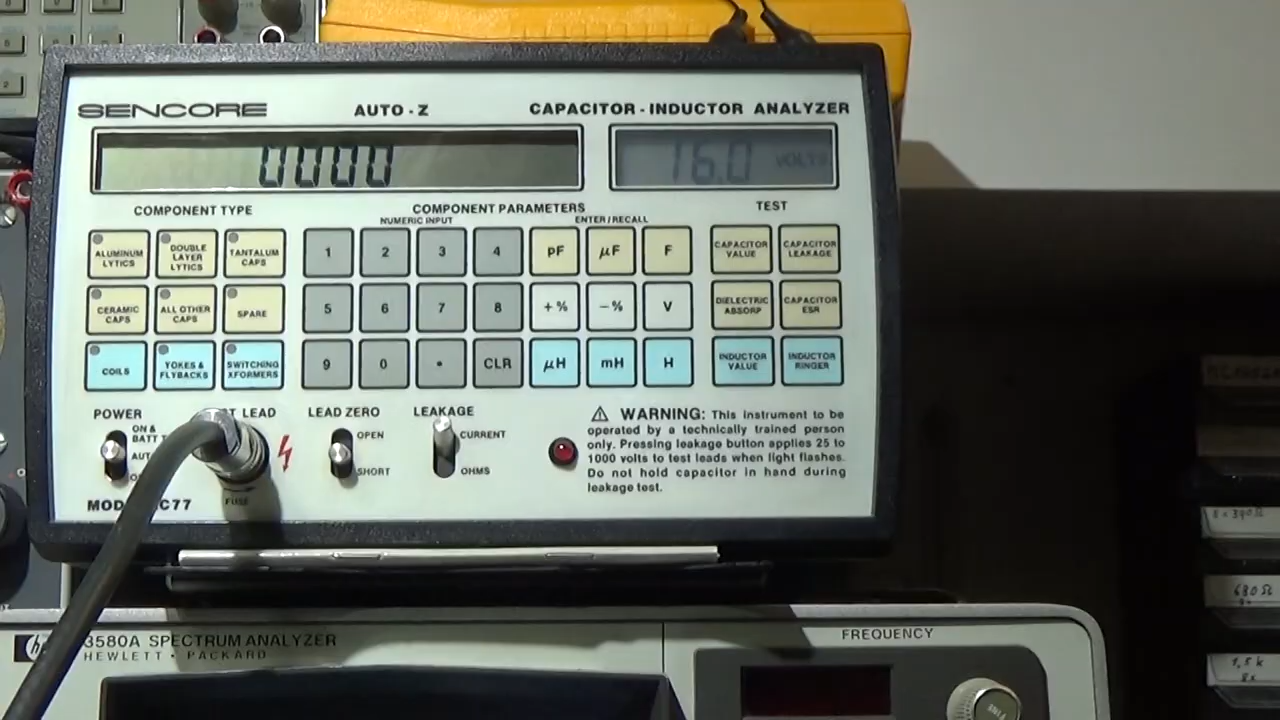 SENCORE AUTO-Z CAPACITOR-INDUCTOR ANALYZER
0000
16.0 VOLTS
COMPONENT TYPE
COMPONENT PARAMETERS
NUMERIC INPUT
ENTER/RECALL
TEST
ALUMINUM LYTICS
DOUBLE LAYER LYTICS
TANTALUM CAPS
1 2 3 4 pF μF F
CAPACITOR VALUE
CAPACITOR LEAKAGE
CERAMIC CAPS
ALL OTHER CAPS
SPARE
5 6 7 8 +% -% V
DIELECTRIC ABSORP
CAPACITOR ESR
COILS
YOKES & FLYBACKS
SWITCHING XFORMERS
9 0 • CLR μH mH H
INDUCTOR VALUE
INDUCTOR RINGER
POWER
ON &
BATT
LEAD
LEAD ZERO
OPEN
SHORT
LEAKAGE
CURRENT
OHMS
FUSE
⚠ WARNING: This instrument to be
operated by a technically trained person
only. Pressing leakage button applies 25 to
1000 volts to test leads when light flashes.
Do not hold capacitor in hand during
leakage test.
hp 3580A SPECTRUM ANALYZER
HEWLETT • PACKARD
FREQUENCY
680Ω
1,5k
8x